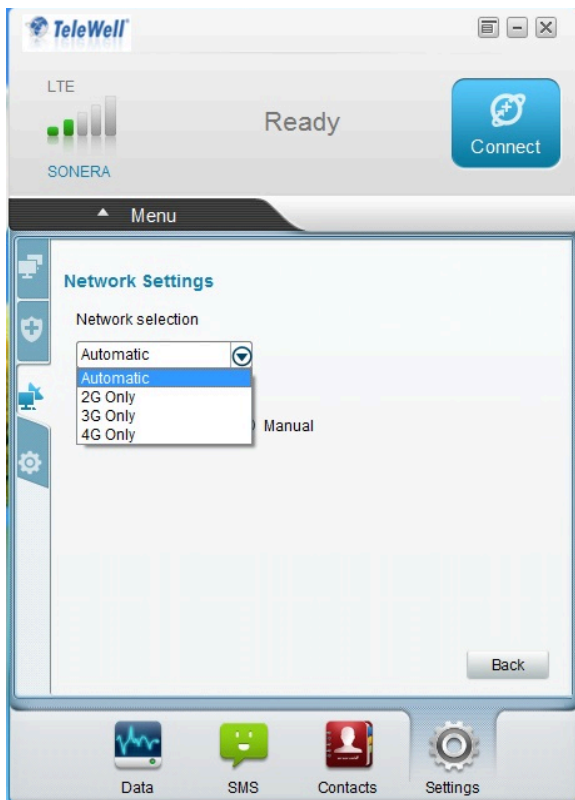 TeleWell
LTE
Ready
Connect
SONERA
Menu
Network Settings
Network selection
Automatic
Automatic
2G Only
3G Only
4G Only
Manual
Back
Data
SMS
Contacts
Settings